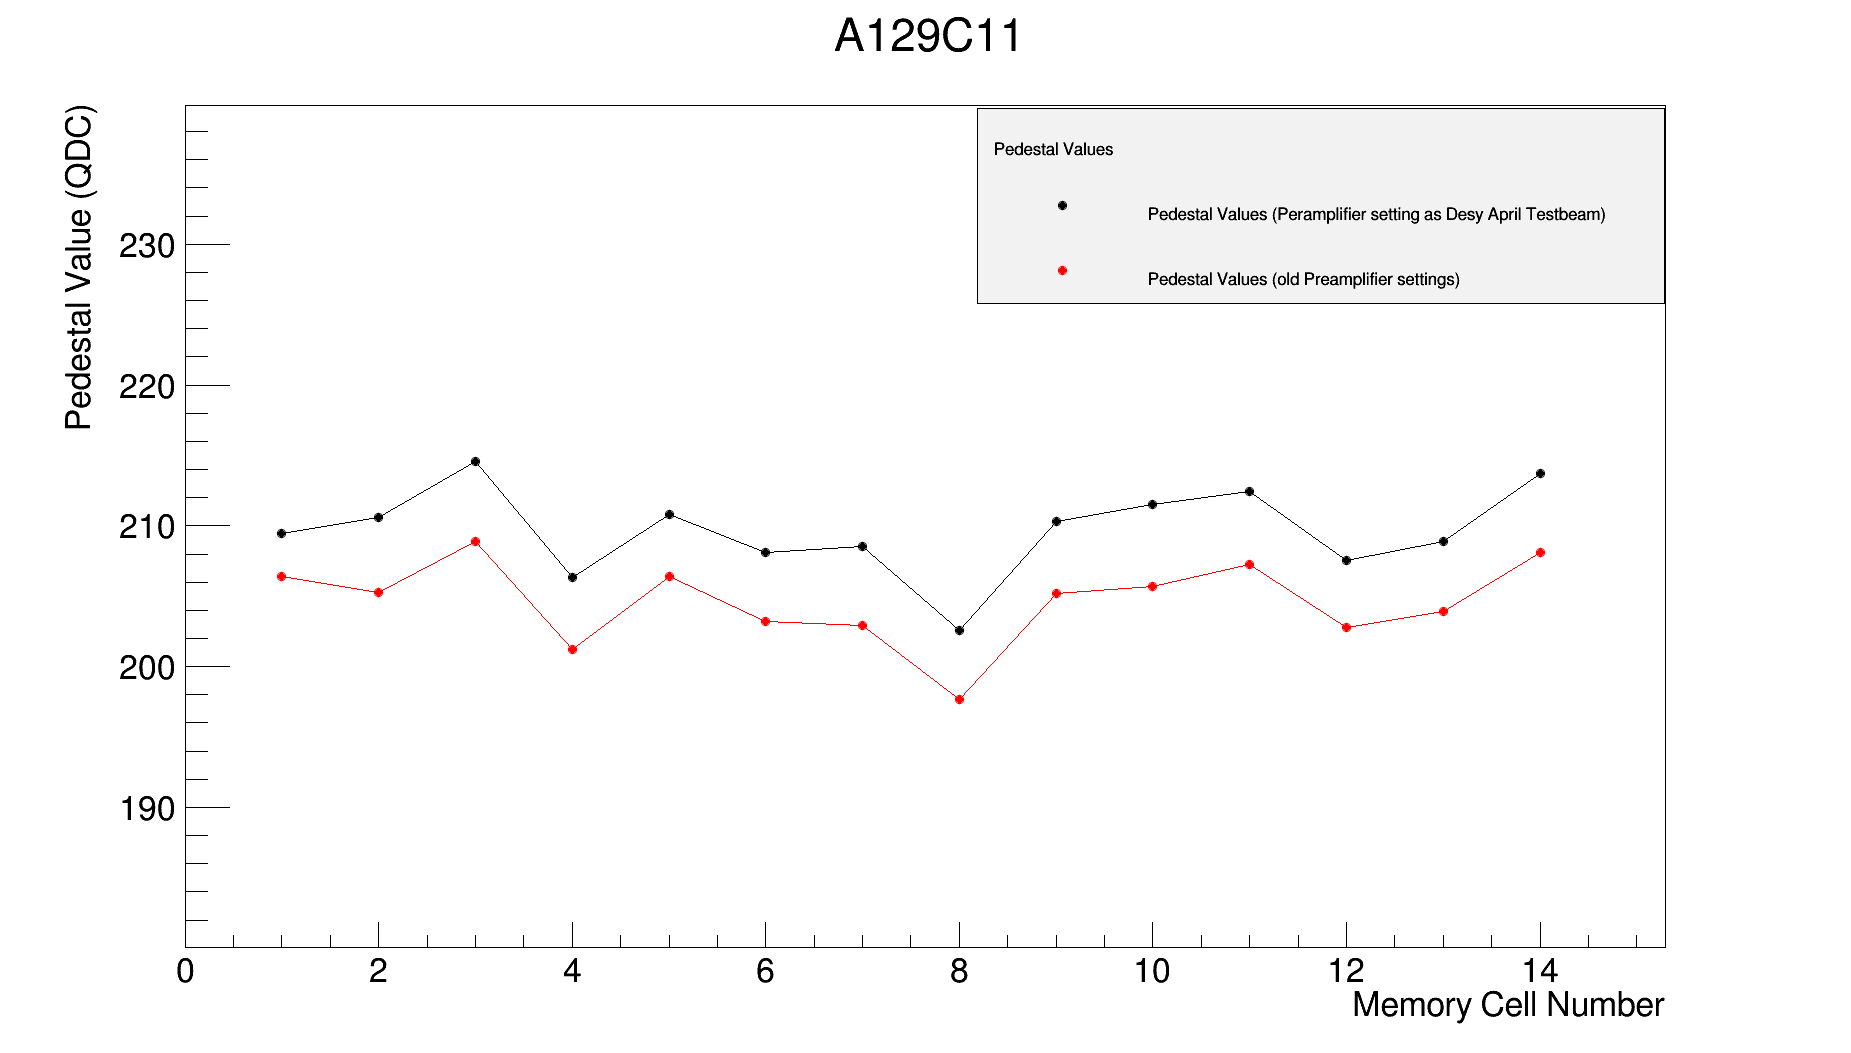 A129C11
Pedestal Value (QDC)
Pedestal Values
Pedestal Values (Peramplifier setting as Desy April Testbeam)
Pedestal Values (old Preamplifier settings)
230
220
210
200
190
0 2 4 6 8 10 12 14
Memory Cell Number